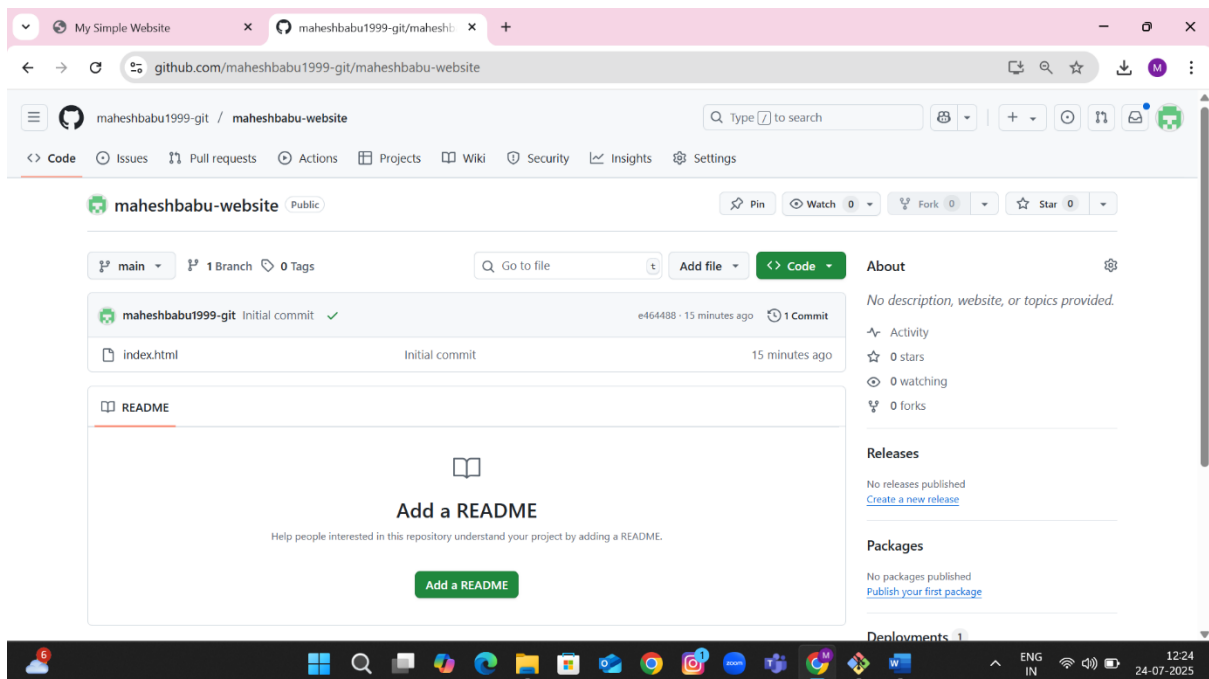 My Simple Website
maheshbabu1999-git/maheshb
github.com/maheshbabu1999-git/maheshbabu-website
M
maheshbabu1999-git / maheshbabu-website
Type / to search
Code Issues Pull requests Actions Projects Wiki Security Insights Settings
maheshbabu-website Public
Pin Watch 0 Fork 0 Star 0
main 1 Branch 0 Tags
Go to file t Add file Code
About
maheshbabu1999-git Initial commit
e464488 · 15 minutes ago 1 Commit
No description, website, or topics provided.
index.html Initial commit 15 minutes ago
Activity
0 stars
0 watching
0 forks
README
Add a README
Help people interested in this repository understand your project by adding a README.
Add a README
Releases
No releases published
Create a new release
Packages
No packages published
Publish your first package
Deployments 1
6
1
zoom
M
W
ENG
IN
12:24
24-07-2025